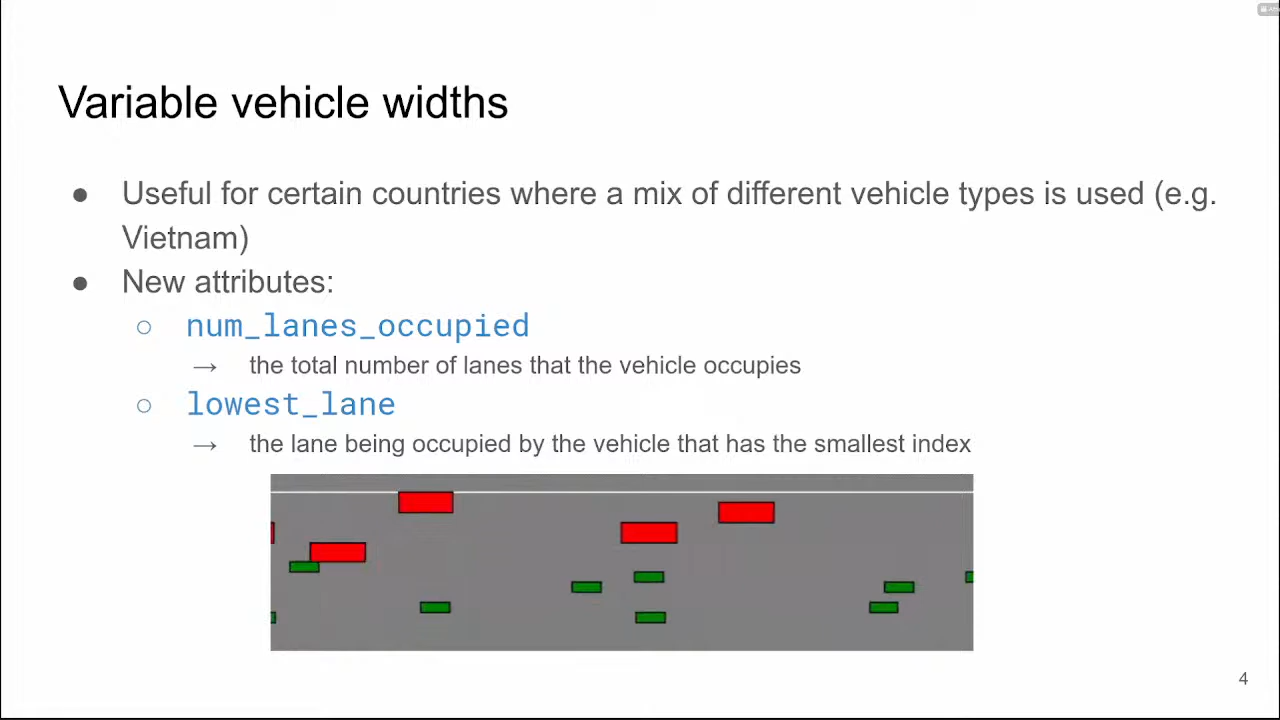 Variable vehicle widths
● Useful for certain countries where a mix of different vehicle types is used (e.g.
Vietnam)
● New attributes:
○ num_lanes_occupied
→ the total number of lanes that the vehicle occupies
○ lowest_lane
→ the lane being occupied by the vehicle that has the smallest index
4